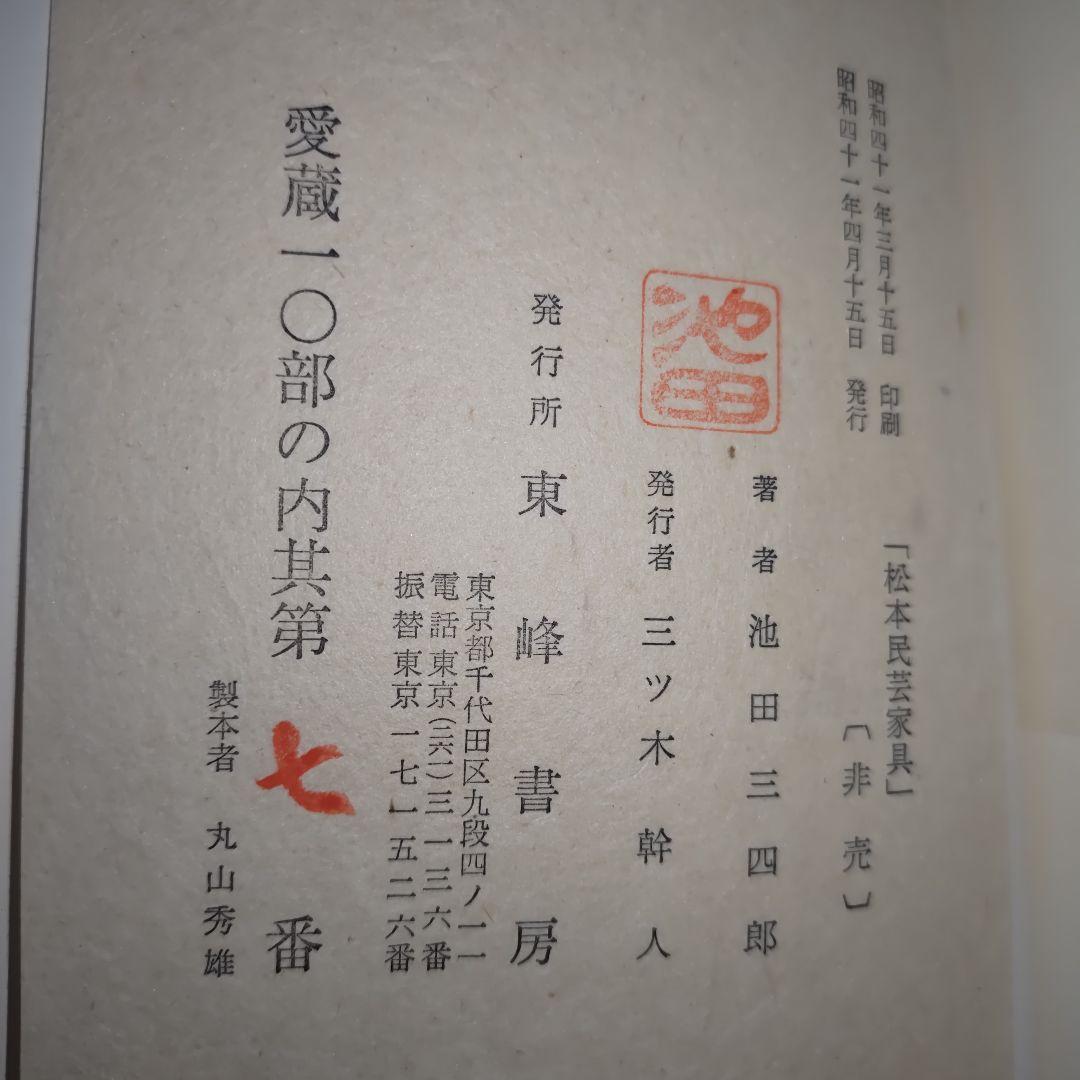 昭和四十一年三月十五日 印刷
昭和四十一年四月十五日 発行
「松本民芸家具」
〔非売〕
著者 池田三四郎
池田
発行者 三ツ木幹人
発行所 東峰書房
東京都千代田区九段四ノ一一
電話東京(二六一)三一三六番
振替東京一七一五二六番
愛蔵一〇部の内其第七番
製本者 丸山秀雄